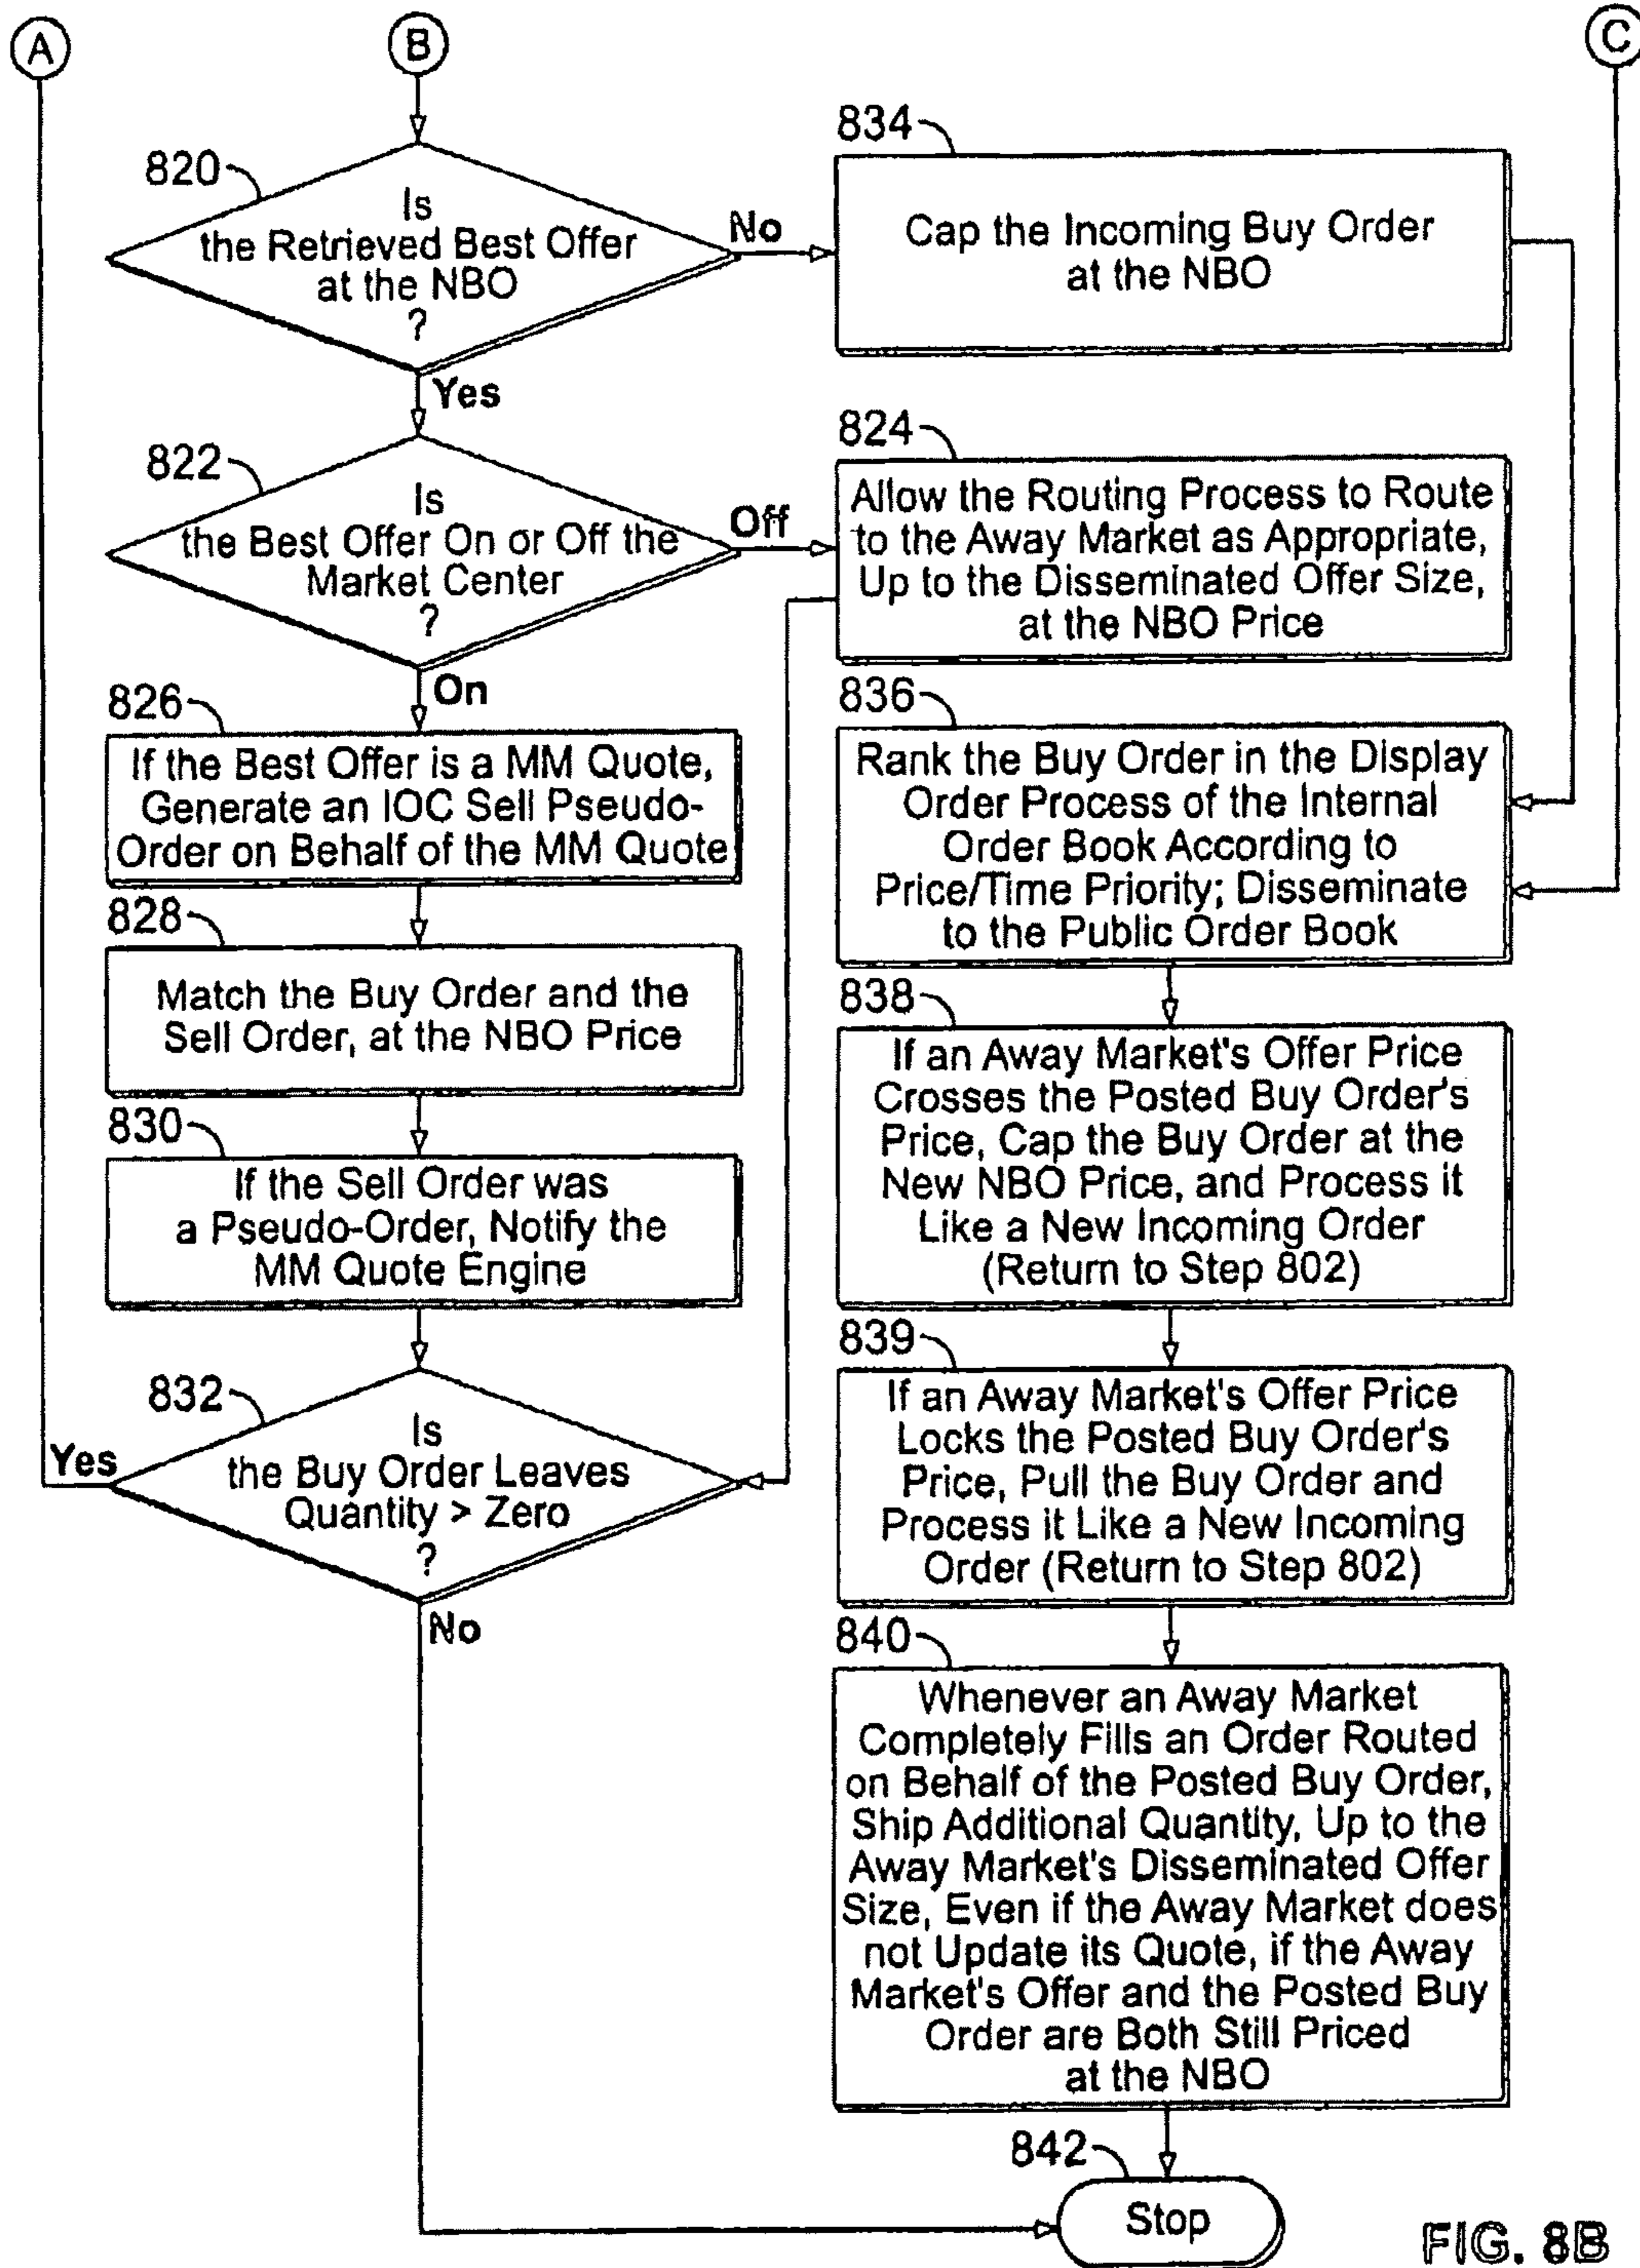 A
B
C
820
Is
the Retrieved Best Offer
at the NBO
?
No
Yes
834
Cap the Incoming Buy Order
at the NBO
822
Is
the Best Offer On or Off the
Market Center
?
Off
On
824
Allow the Routing Process to Route
to the Away Market as Appropriate,
Up to the Disseminated Offer Size,
at the NBO Price
826
If the Best Offer is a MM Quote,
Generate an IOC Sell Pseudo-
Order on Behalf of the MM Quote
828
Match the Buy Order and the
Sell Order, at the NBO Price
830
If the Sell Order was
a Pseudo-Order, Notify the
MM Quote Engine
832
Is
the Buy Order Leaves
Quantity > Zero
?
Yes
No
836
Rank the Buy Order in the Display
Order Process of the Internal
Order Book According to
Price/Time Priority; Disseminate
to the Public Order Book
838
If an Away Market's Offer Price
Crosses the Posted Buy Order's
Price, Cap the Buy Order at the
New NBO Price, and Process it
Like a New Incoming Order
(Return to Step 802)
839
If an Away Market's Offer Price
Locks the Posted Buy Order's
Price, Pull the Buy Order and
Process it Like a New Incoming
Order (Return to Step 802)
840
Whenever an Away Market
Completely Fills an Order Routed
on Behalf of the Posted Buy Order,
Ship Additional Quantity, Up to the
Away Market's Disseminated Offer
Size, Even if the Away Market does
not Update its Quote, if the Away
Market's Offer and the Posted Buy
Order are Both Still Priced
at the NBO
842
Stop
FIG. 8B